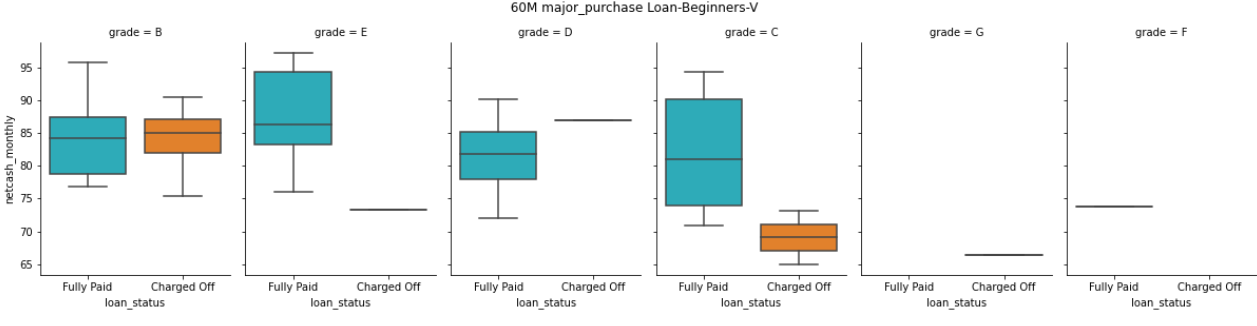 60M major_purchase Loan-Beginners-V
grade = B
grade = E
grade = D
grade = C
grade = G
grade = F
netcash_monthly
95
90
85
80
75
70
65
Fully Paid Charged Off
loan_status
Fully Paid Charged Off
loan_status
Fully Paid Charged Off
loan_status
Fully Paid Charged Off
loan_status
Fully Paid Charged Off
loan_status
Fully Paid Charged Off
loan_status